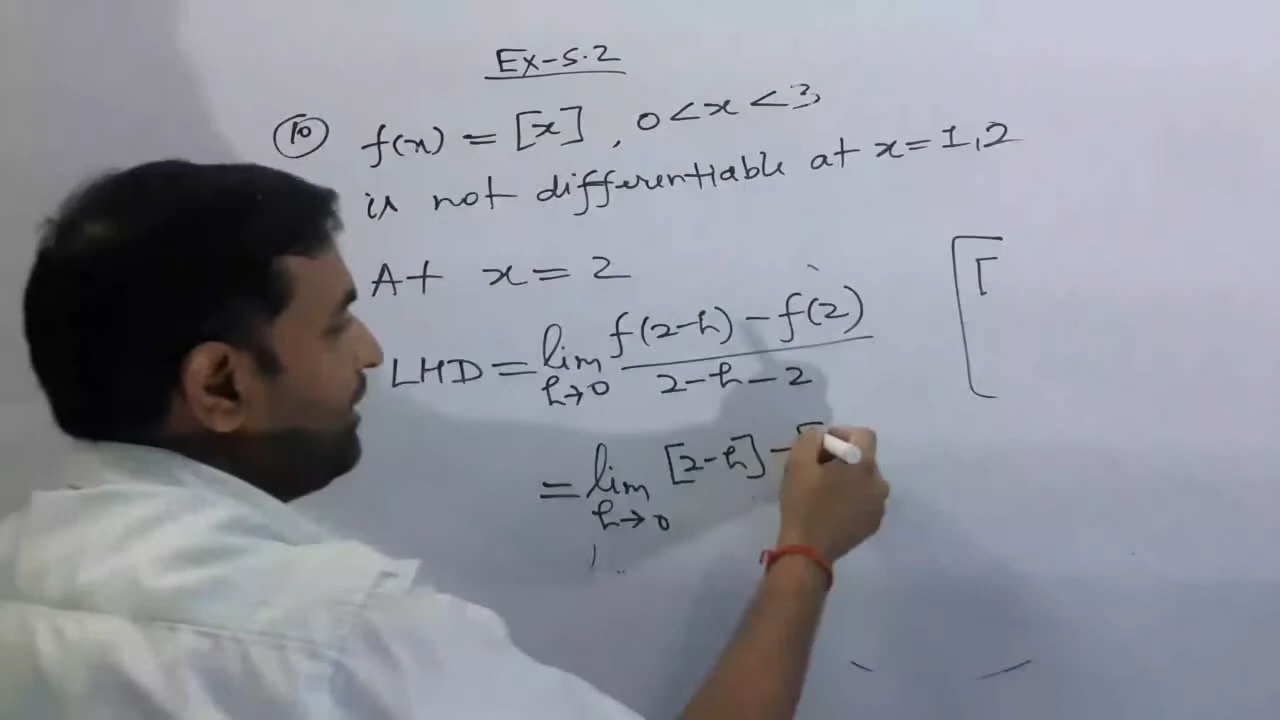 Ex-5.2
(10) f(x) = [x] , 0 < x < 3
is not differentiable at x = 1, 2
At x = 2
LHD = lim h→0 f(2-h) - f(2) / 2-h-2
= lim h→0 [2-h] - [
[